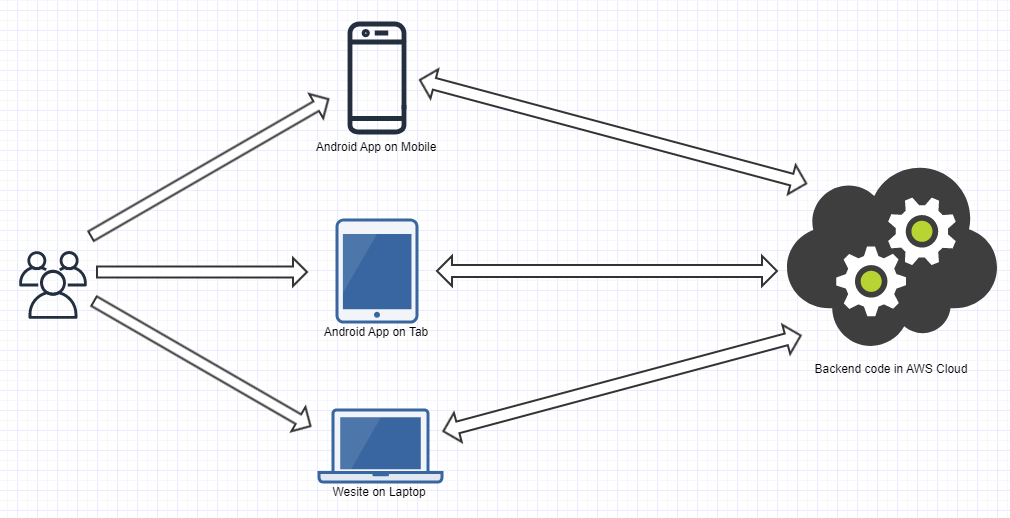 Android App on Mobile
Android App on Tab
Backend code in AWS Cloud
Wesite on Laptop